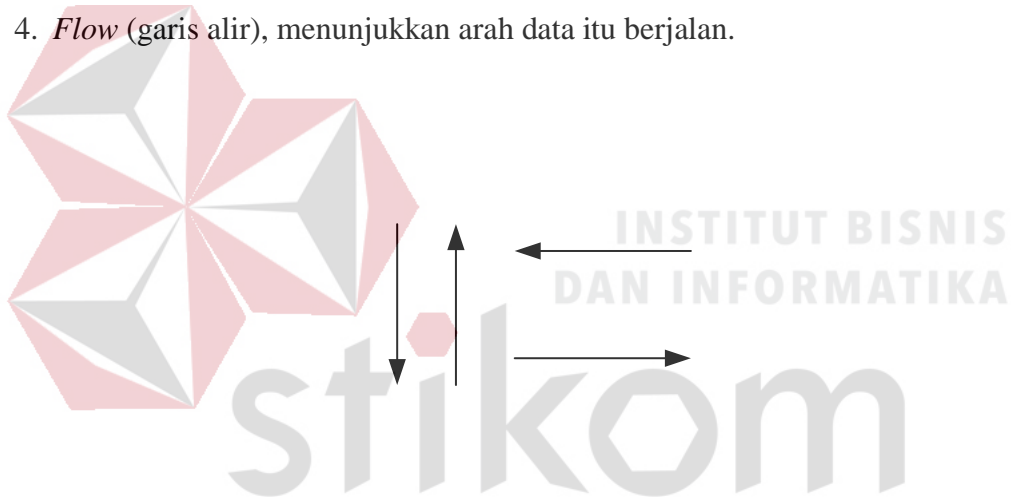 4. Flow (garis alir), menunjukkan arah data itu berjalan.
INSTITUT BISNIS
DAN INFORMATIKA
stikom